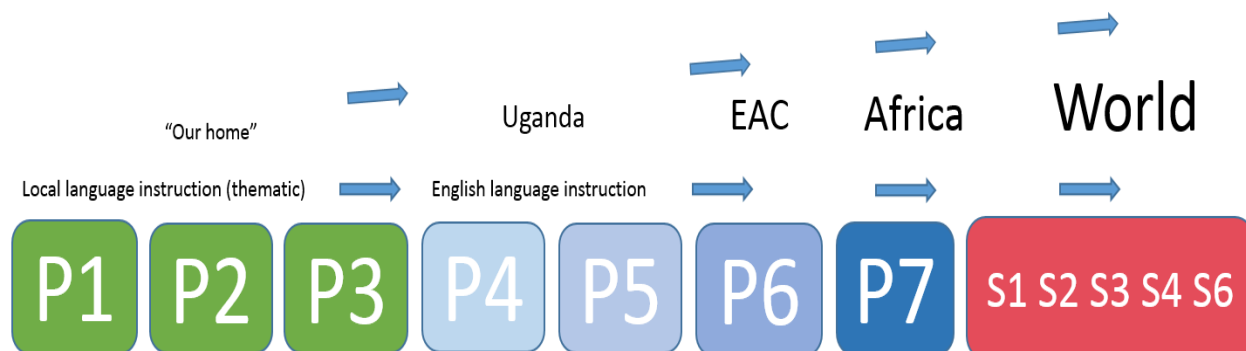 “Our home” Uganda EAC Africa World
Local language instruction (thematic) English language instruction
P1 P2 P3 P4 P5 P6 P7 S1 S2 S3 S4 S6